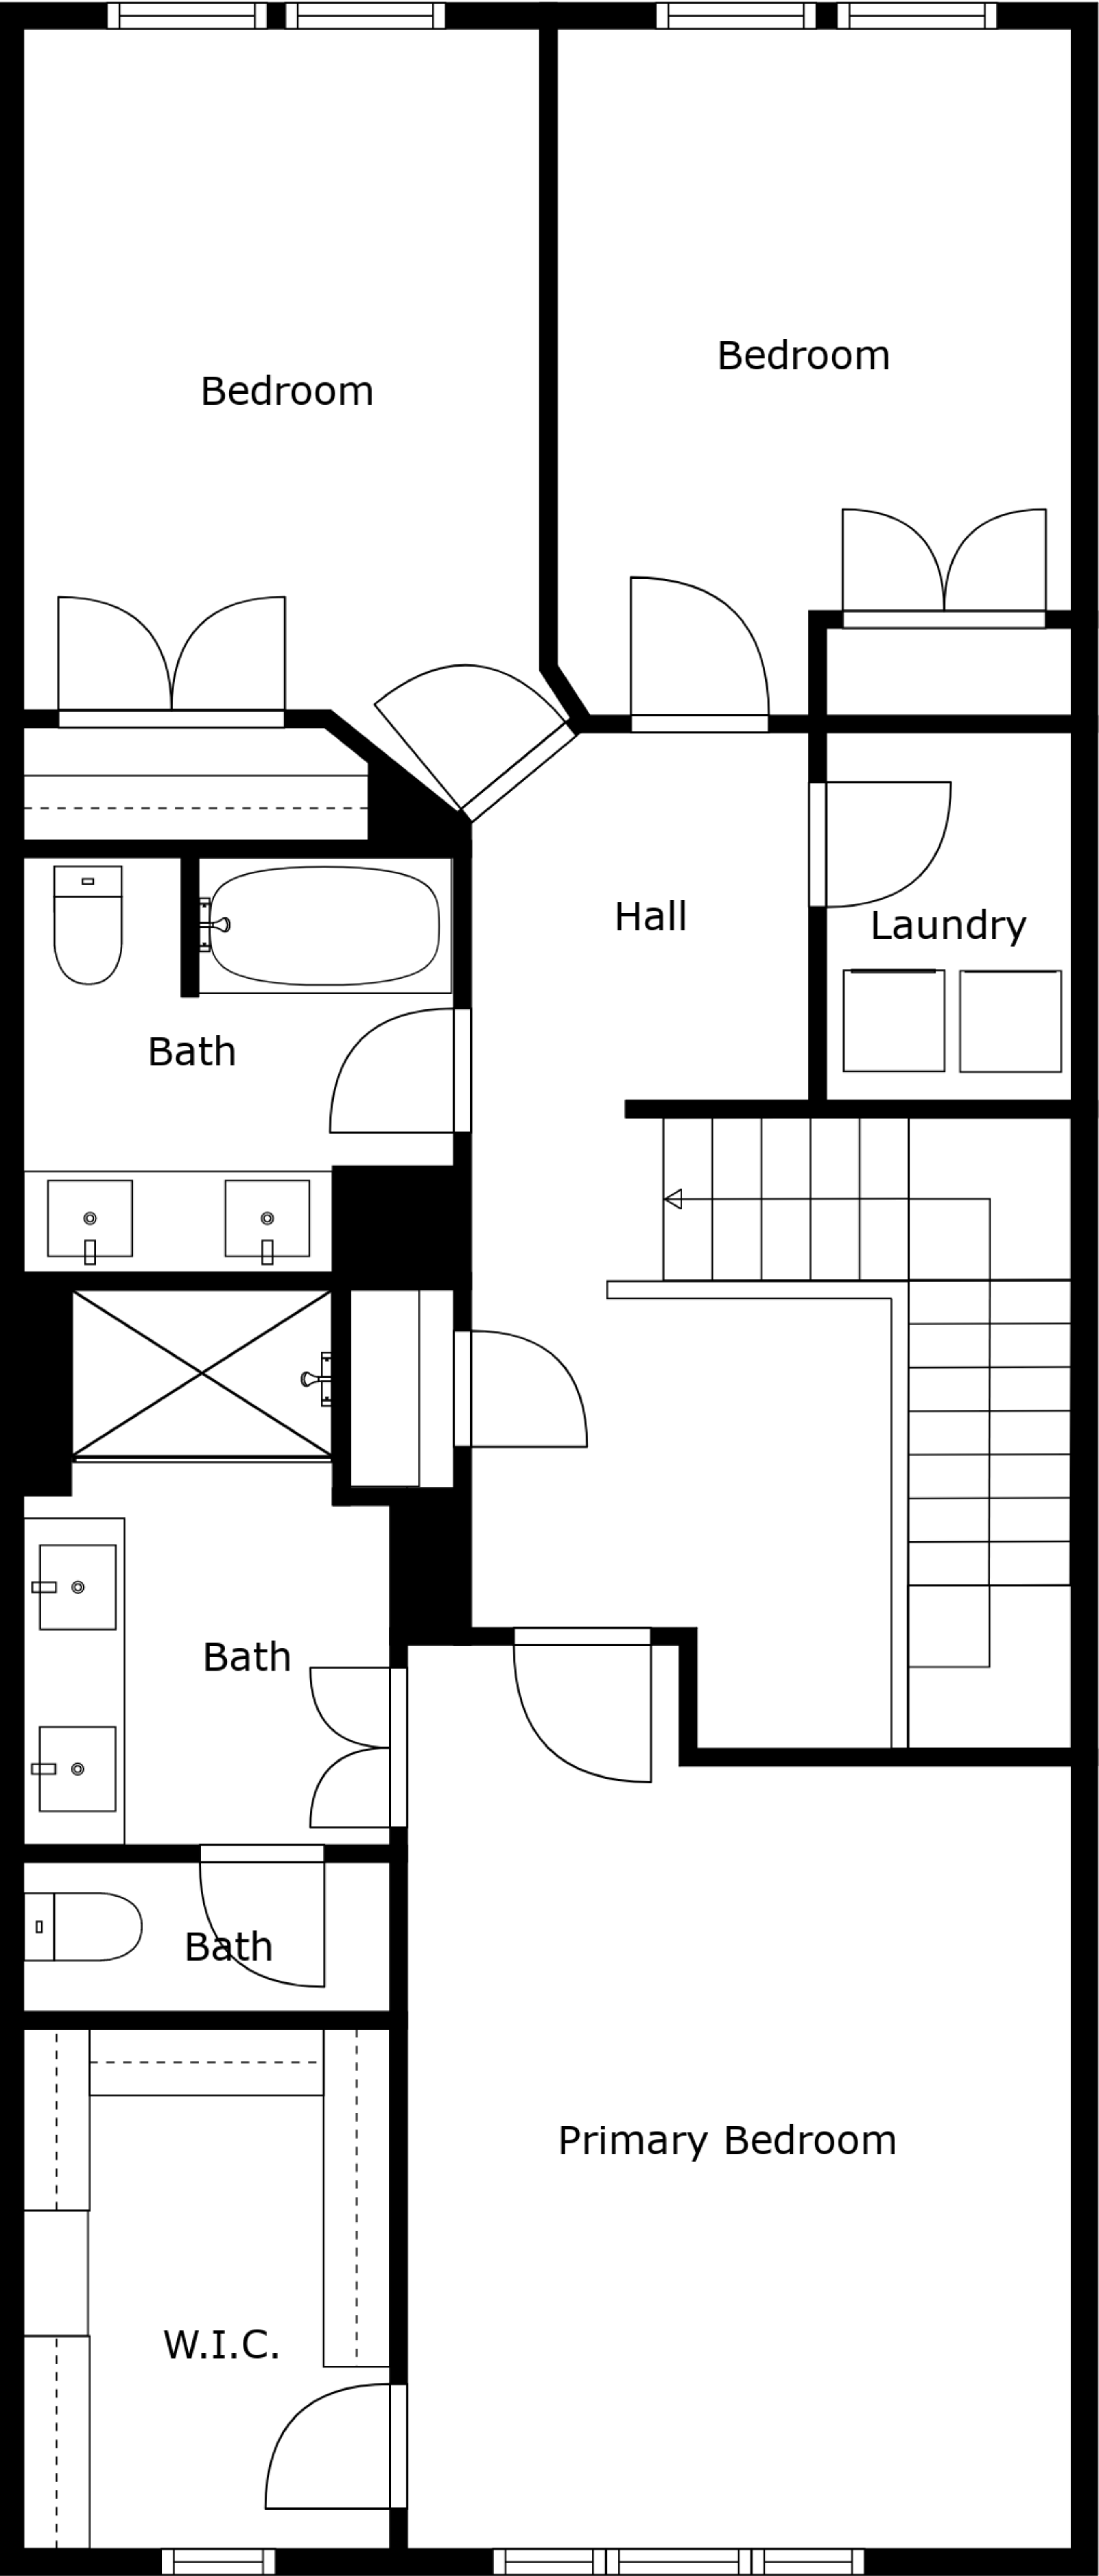 Bedroom
Bedroom
Hall
Laundry
Bath
Bath
Bath
Primary Bedroom
W.I.C.